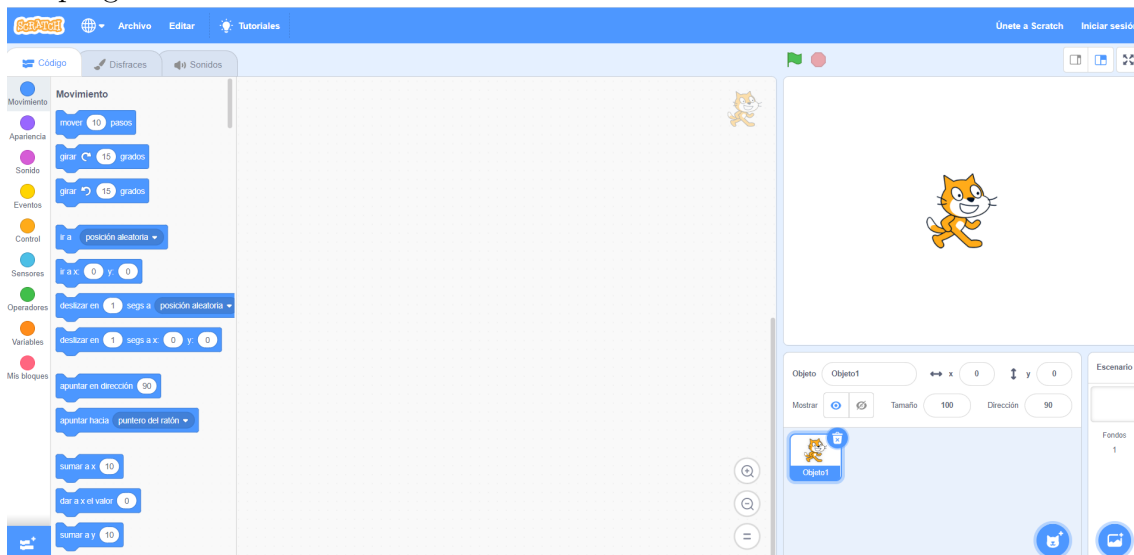 SCRATCH Archivo Editar Tutoriales Únete a Scratch Iniciar sesió
Código Disfraces Sonidos
Movimiento
Apariencia
Sonido
Eventos
Control
Sensores
Operadores
Variables
Mis bloques
Movimiento
mover 10 pasos
girar 15 grados
girar 15 grados
ir a posición aleatoria
ir a x: 0 y: 0
deslizar en 1 segs a posición aleatoria
deslizar en 1 segs a x: 0 y: 0
apuntar en dirección 90
apuntar hacia puntero del ratón
sumar a x 10
dar a x el valor 0
sumar a y 10
Objeto Objeto1 x 0 y 0
Mostrar Tamaño 100 Dirección 90
Objeto1
Escenario
Fondos
1